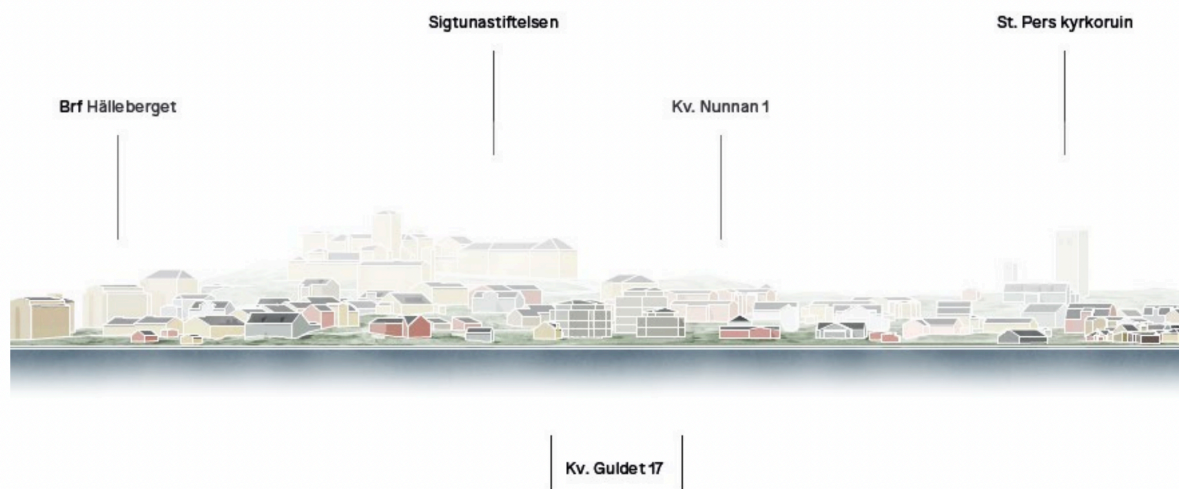 Sigtunastiftelsen
St. Pers kyrkoruin
Brf Hälleberget
Kv. Nunnan 1
Kv. Guldet 17